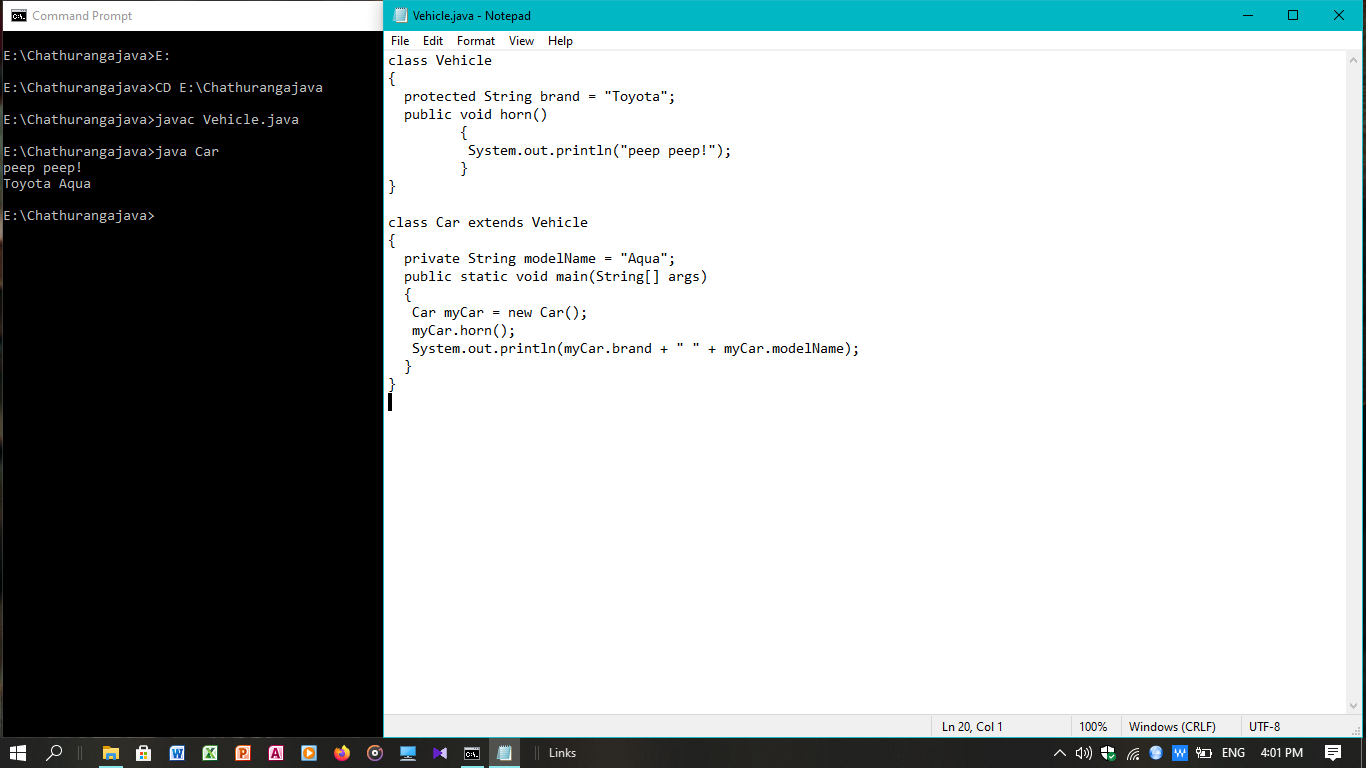 Command Prompt
E:\Chathurangajava>E:
E:\Chathurangajava>CD E:\Chathurangajava
E:\Chathurangajava>javac Vehicle.java
E:\Chathurangajava>java Car
peep peep!
Toyota Aqua
E:\Chathurangajava>
Vehicle.java - Notepad
File Edit Format View Help
class Vehicle
{
  protected String brand = "Toyota";
  public void horn()
         {
          System.out.println("peep peep!");
         }
}

class Car extends Vehicle
{
  private String modelName = "Aqua";
  public static void main(String[] args)
  {
   Car myCar = new Car();
   myCar.horn();
   System.out.println(myCar.brand + " " + myCar.modelName);
  }
}
Ln 20, Col 1 100% Windows (CRLF) UTF-8
Links ENG 4:01 PM